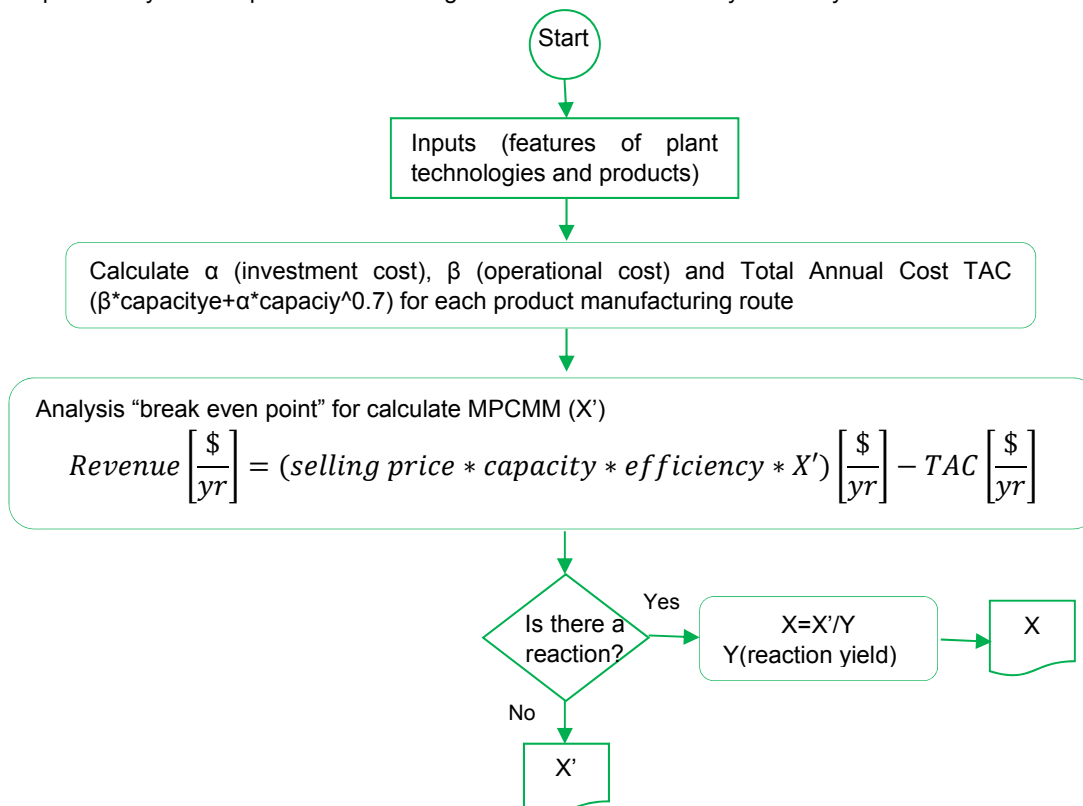 Start
Inputs (features of plant
technologies and products)
Calculate α (investment cost), β (operational cost) and Total Annual Cost TAC
(β*capacitye+α*capaciy^0.7) for each product manufacturing route
Analysis “break even point” for calculate MPCMM (X’)
Revenue [$/yr] = (selling price * capacity * efficiency * X′) [$/yr] − TAC [$/yr]
Is there a
reaction?
Yes
X=X’/Y
Y(reaction yield)
X
No
X’